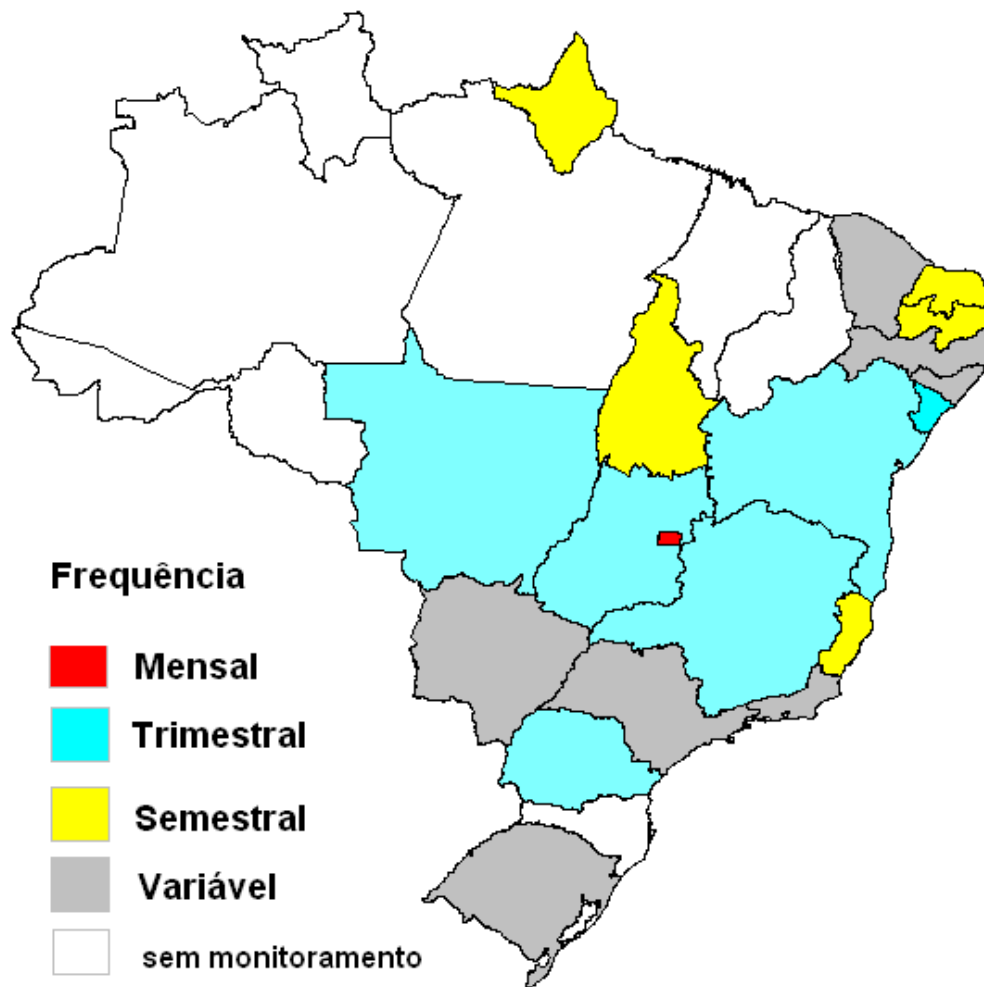 Frequência
Mensal
Trimestral
Semestral
Variável
sem monitoramento